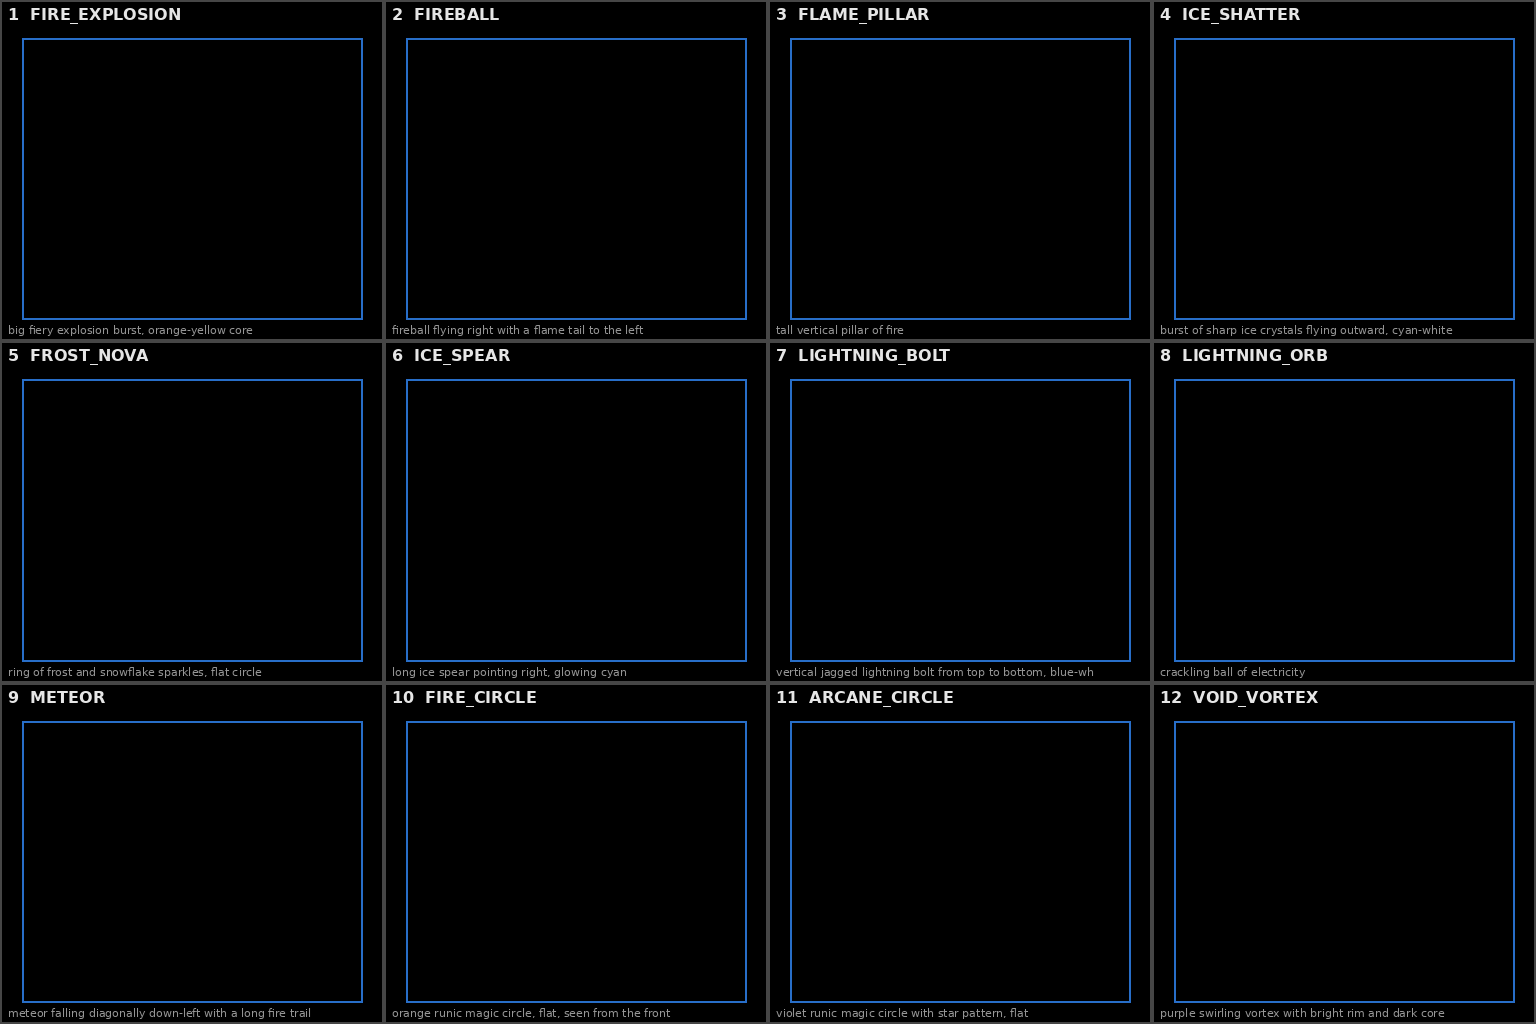 1 FIRE_EXPLOSION
2 FIREBALL
3 FLAME_PILLAR
4 ICE_SHATTER
big fiery explosion burst, orange-yellow core
fireball flying right with a flame tail to the left
tall vertical pillar of fire
burst of sharp ice crystals flying outward, cyan-white
5 FROST_NOVA
6 ICE_SPEAR
7 LIGHTNING_BOLT
8 LIGHTNING_ORB
ring of frost and snowflake sparkles, flat circle
long ice spear pointing right, glowing cyan
vertical jagged lightning bolt from top to bottom, blue-wh
crackling ball of electricity
9 METEOR
10 FIRE_CIRCLE
11 ARCANE_CIRCLE
12 VOID_VORTEX
meteor falling diagonally down-left with a long fire trail
orange runic magic circle, flat, seen from the front
violet runic magic circle with star pattern, flat
purple swirling vortex with bright rim and dark core